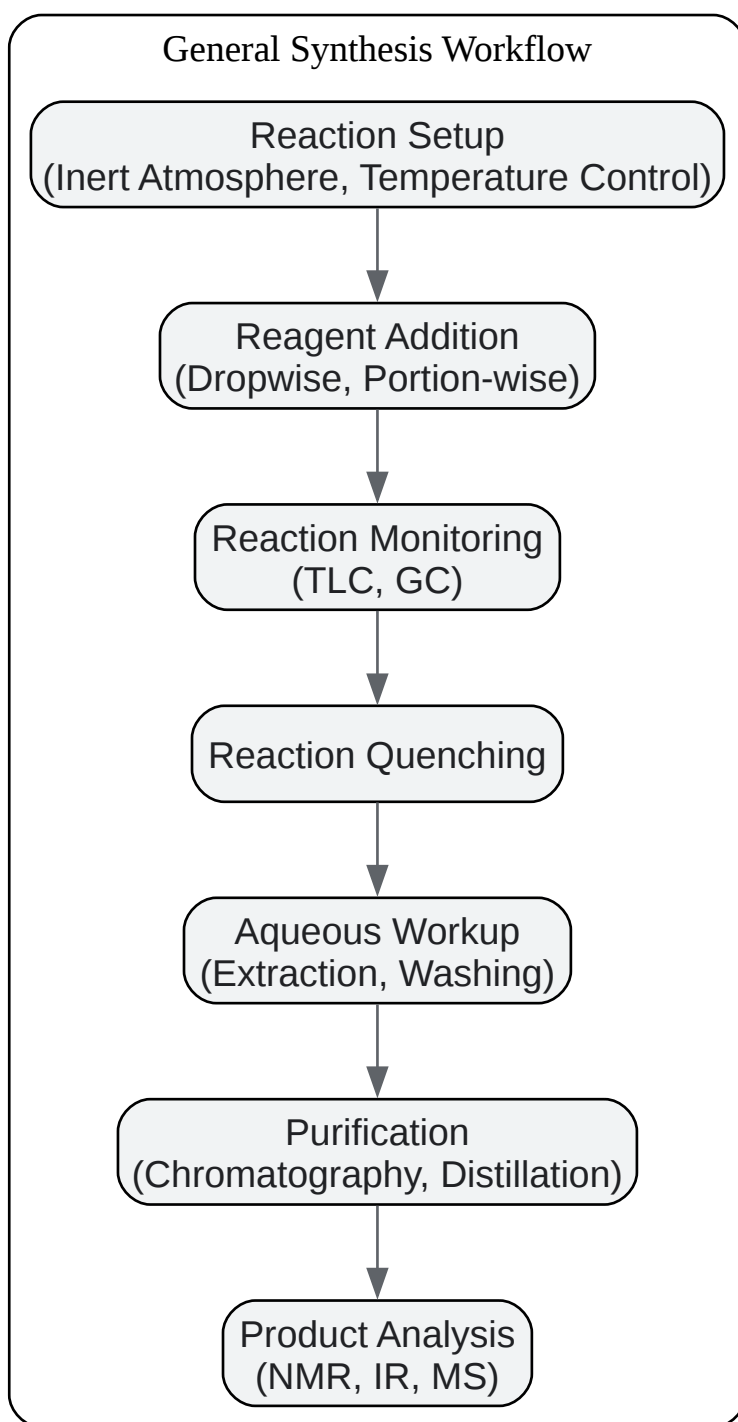 General Synthesis Workflow
Reaction Setup
(Inert Atmosphere, Temperature Control)
Reagent Addition
(Dropwise, Portion-wise)
Reaction Monitoring
(TLC, GC)
Reaction Quenching
Aqueous Workup
(Extraction, Washing)
Purification
(Chromatography, Distillation)
Product Analysis
(NMR, IR, MS)